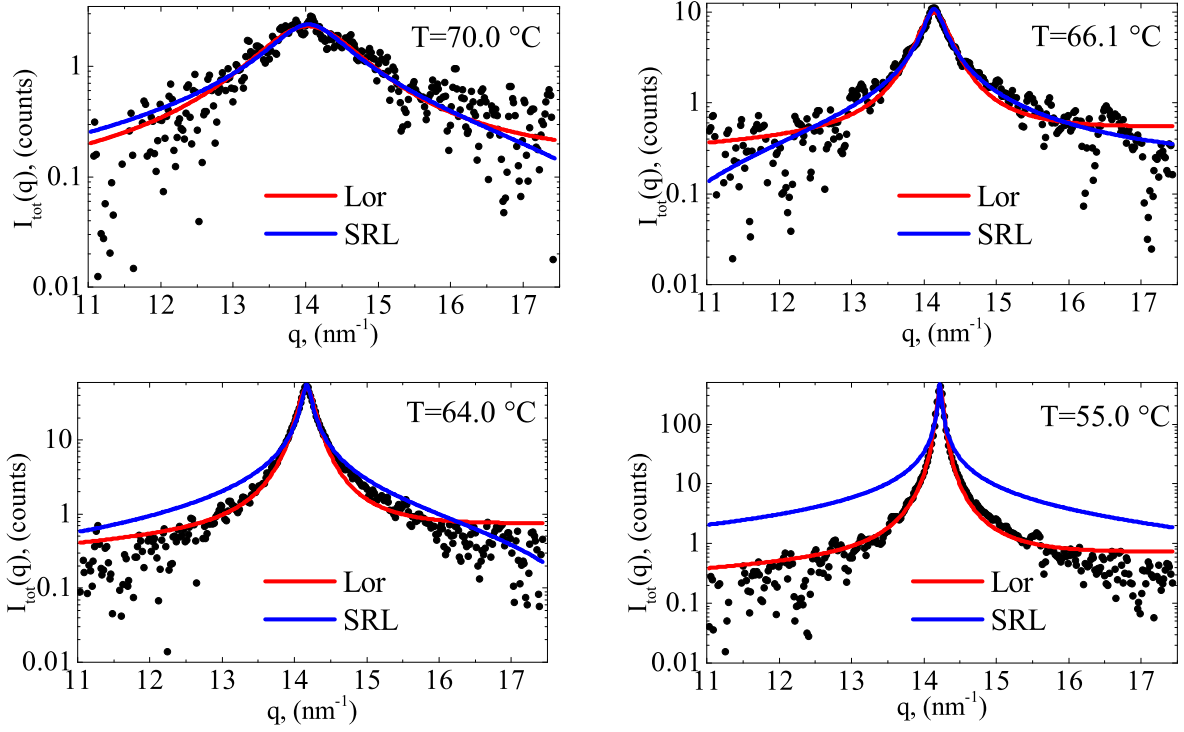 T=70.0 °C
I_tot(q), (counts)
1
0.1
0.01
Lor
SRL
11 12 13 14 15 16 17
q, (nm⁻¹)
T=66.1 °C
I_tot(q), (counts)
10
1
0.1
0.01
Lor
SRL
11 12 13 14 15 16 17
q, (nm⁻¹)
T=64.0 °C
I_tot(q), (counts)
10
1
0.1
0.01
Lor
SRL
11 12 13 14 15 16 17
q, (nm⁻¹)
T=55.0 °C
I_tot(q), (counts)
100
10
1
0.1
0.01
Lor
SRL
11 12 13 14 15 16 17
q, (nm⁻¹)